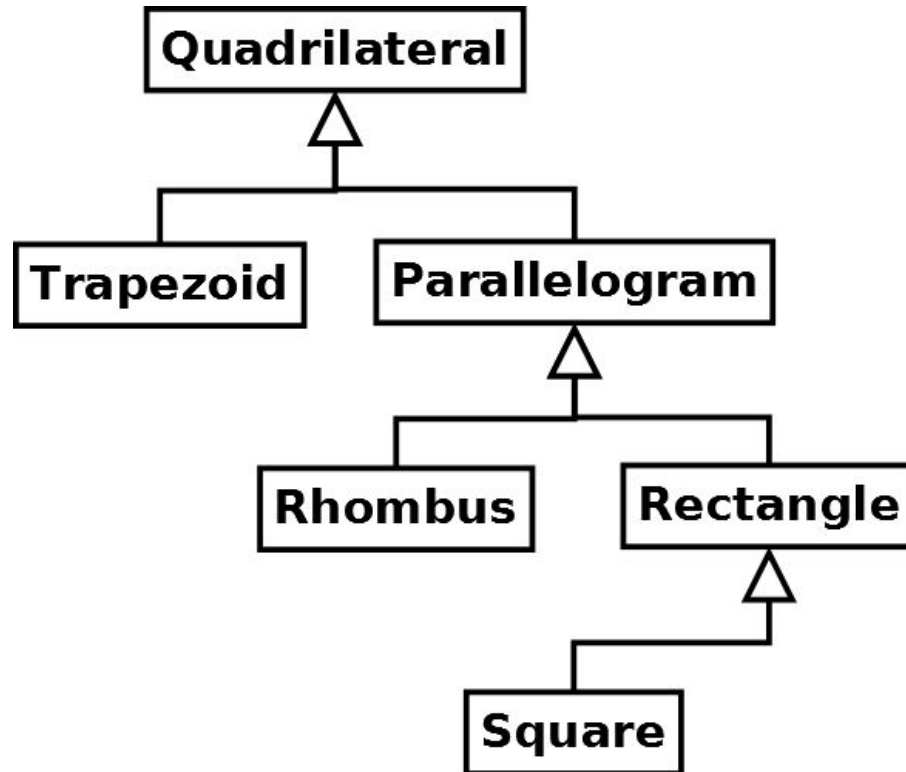 Quadrilateral
Trapezoid
Parallelogram
Rhombus
Rectangle
Square